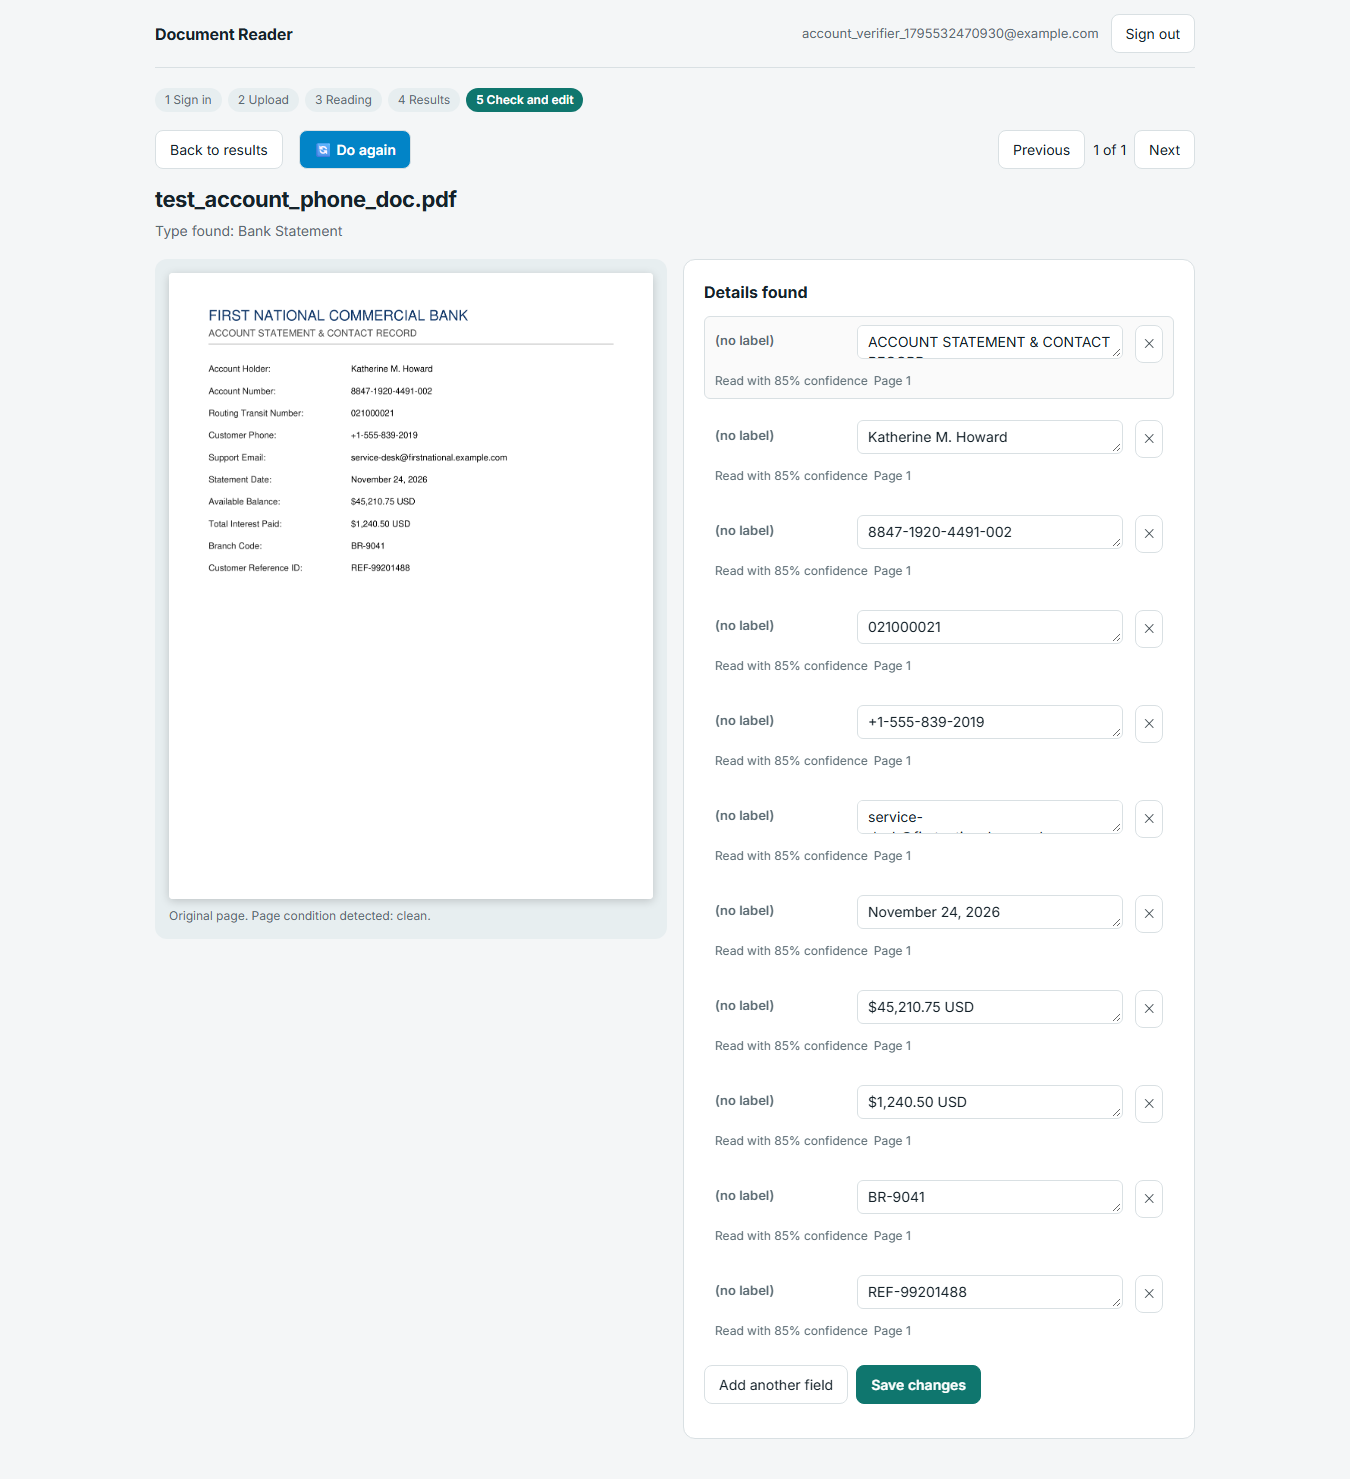 Document Reader
account_verifier_1795532470930@example.com
Sign out
1 Sign in
2 Upload
3 Reading
4 Results
5 Check and edit
Back to results
Do again
Previous
1 of 1
Next
test_account_phone_doc.pdf
Type found: Bank Statement
FIRST NATIONAL COMMERCIAL BANK
ACCOUNT STATEMENT & CONTACT RECORD
Account Holder: Katherine M. Howard
Account Number: 8847-1920-4491-002
Routing Transit Number: 021000021
Customer Phone: +1-555-839-2019
Support Email: service-desk@firstnational.example.com
Statement Date: November 24, 2026
Available Balance: $45,210.75 USD
Total Interest Paid: $1,240.50 USD
Branch Code: BR-9041
Customer Reference ID: REF-99201488
Original page. Page condition detected: clean.
Details found
(no label) ACCOUNT STATEMENT & CONTACT
Read with 85% confidence Page 1
(no label) Katherine M. Howard
Read with 85% confidence Page 1
(no label) 8847-1920-4491-002
Read with 85% confidence Page 1
(no label) 021000021
Read with 85% confidence Page 1
(no label) +1-555-839-2019
Read with 85% confidence Page 1
(no label) service-
Read with 85% confidence Page 1
(no label) November 24, 2026
Read with 85% confidence Page 1
(no label) $45,210.75 USD
Read with 85% confidence Page 1
(no label) $1,240.50 USD
Read with 85% confidence Page 1
(no label) BR-9041
Read with 85% confidence Page 1
(no label) REF-99201488
Read with 85% confidence Page 1
Add another field
Save changes